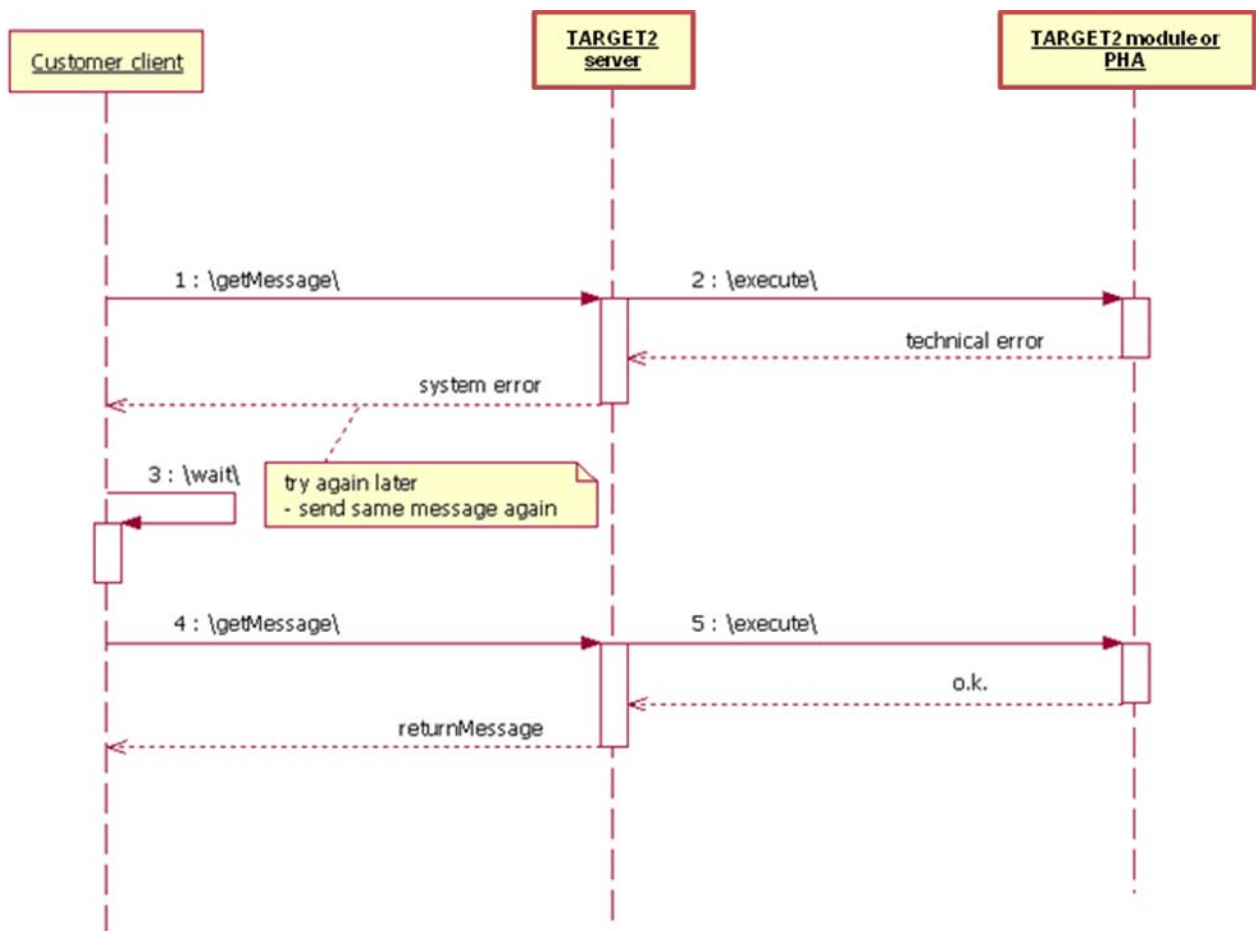 Customer client
TARGET2
server
TARGET2 module or
PHA
1 : \getMessage\
2 : \execute\
technical error
system error
3 : \wait\
try again later
- send same message again
4 : \getMessage\
5 : \execute\
o.k.
returnMessage